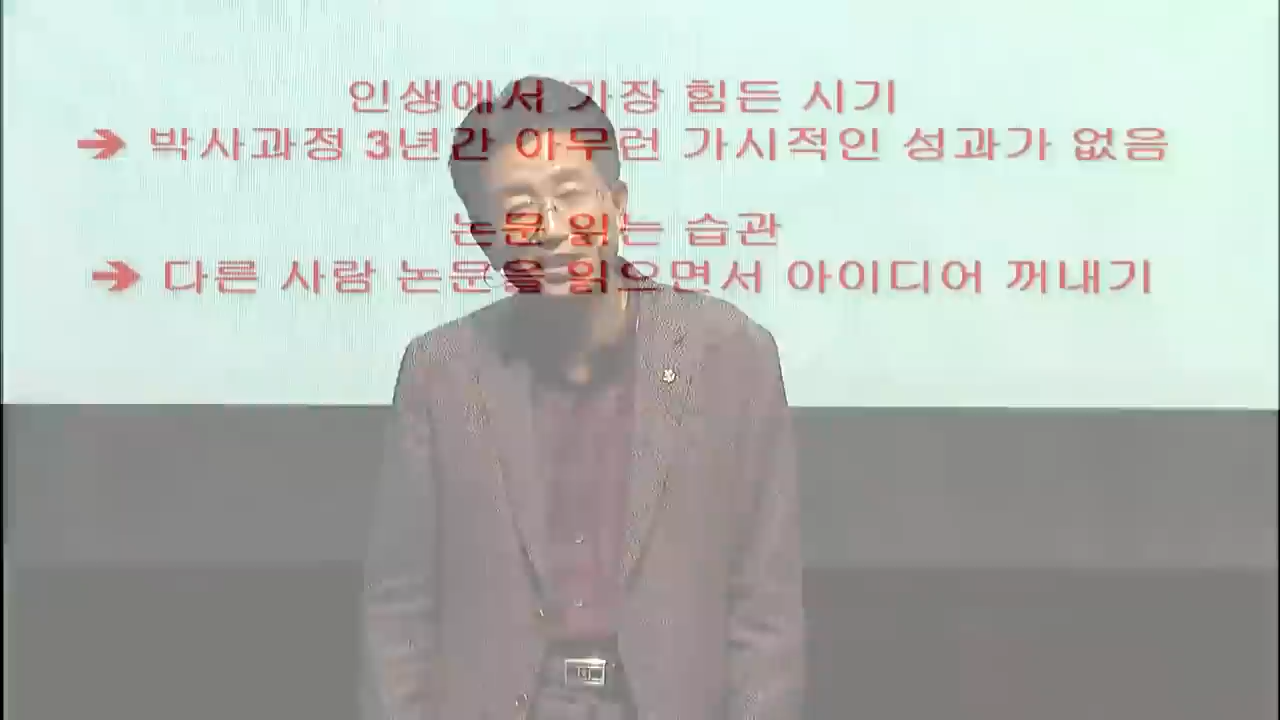 인생에서 가장 힘든 시기
➔ 박사과정 3년간 아무런 가시적인 성과가 없음
논문 읽는 습관
➔ 다른 사람 논문을 읽으면서 아이디어 꺼내기